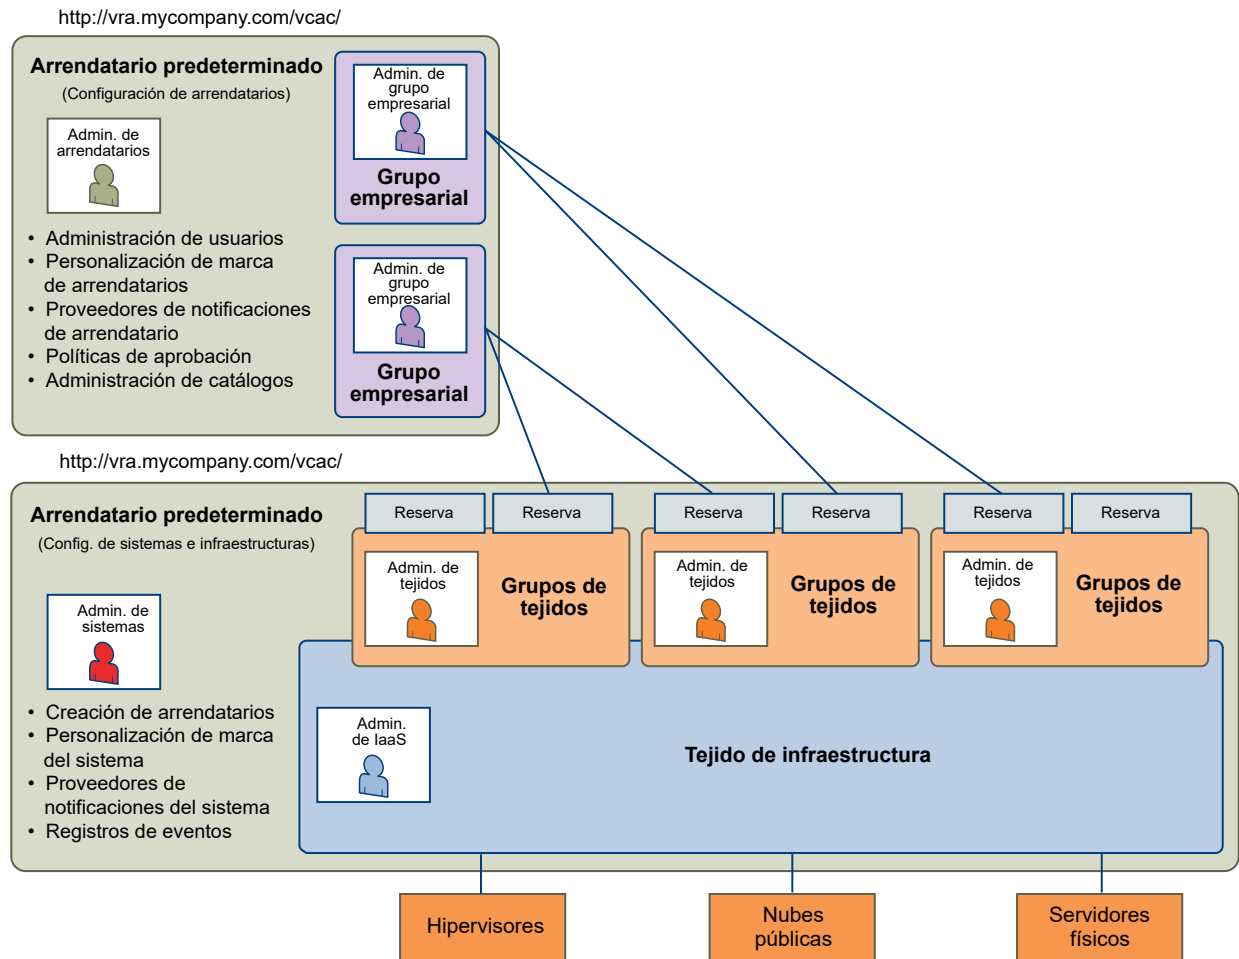 http://vra.mycompany.com/vcac/
Arrendatario predeterminado
(Configuración de arrendatarios)
Admin. de
arrendatarios
• Administración de usuarios
• Personalización de marca
de arrendatarios
• Proveedores de notificaciones
de arrendatario
• Políticas de aprobación
• Administración de catálogos
Admin. de
grupo
empresarial
Grupo
empresarial
Admin. de
grupo
empresarial
Grupo
empresarial
http://vra.mycompany.com/vcac/
Arrendatario predeterminado
(Config. de sistemas e infraestructuras)
Admin. de
sistemas
• Creación de arrendatarios
• Personalización de marca
del sistema
• Proveedores de
notificaciones del sistema
• Registros de eventos
Reserva
Reserva
Admin. de
tejidos
Grupos de
tejidos
Reserva
Reserva
Admin. de
tejidos
Grupos de
tejidos
Reserva
Reserva
Admin. de
tejidos
Grupos de
tejidos
Admin.
de IaaS
Tejido de infraestructura
Hipervisores
Nubes
públicas
Servidores
físicos